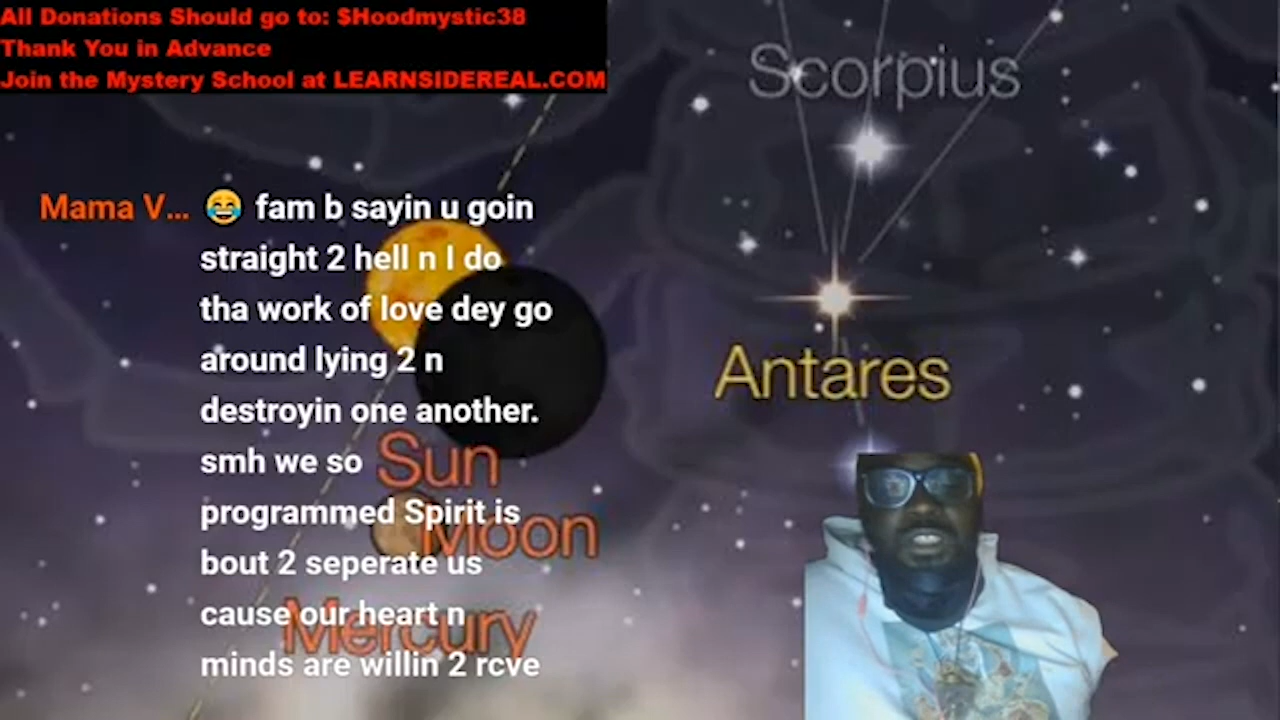 All Donations Should go to: $Hoodmystic38
Thank You in Advance
Join the Mystery School at LEARNSIDEREAL.COM
Scorpius
Mama V... 😂 fam b sayin u goin
straight 2 hell n I do
tha work of love dey go
around lying 2 n
destroyin one another.
smh we so
programmed Spirit is
bout 2 seperate us
cause our heart n
minds are willin 2 rcve
Antares
Sun
Moon
Mercury